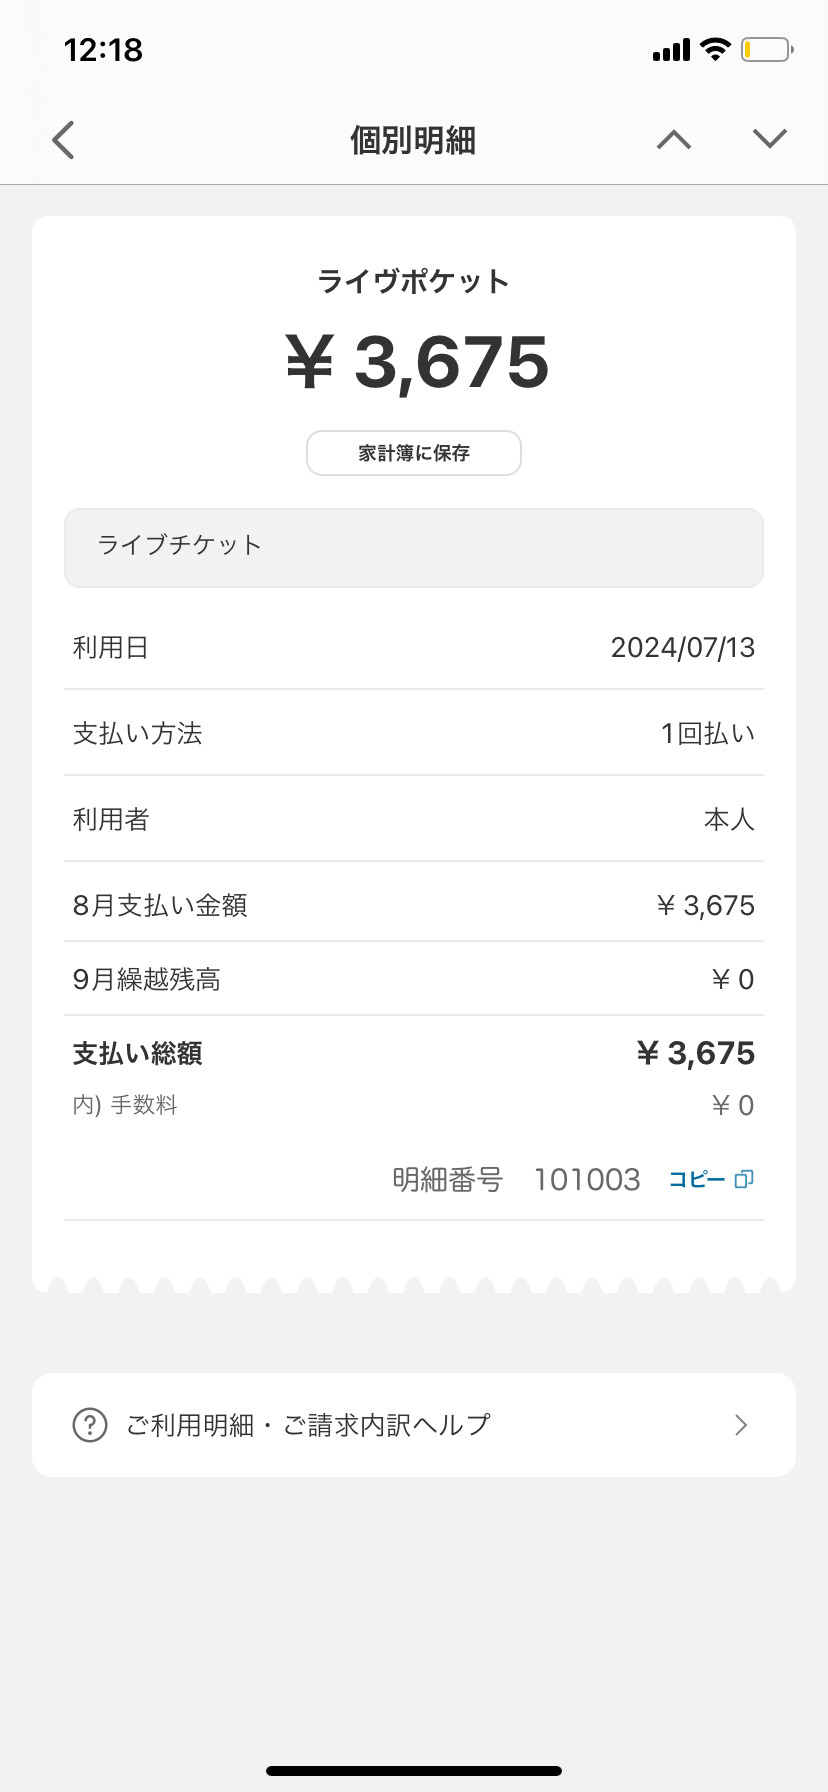 12:18
個別明細
ライヴポケット
¥ 3,675
家計簿に保存
ライブチケット
利用日 2024/07/13
支払い方法 1回払い
利用者 本人
8月支払い金額 ¥ 3,675
9月繰越残高 ¥ 0
支払い総額 ¥ 3,675
内) 手数料 ¥ 0
明細番号 101003 コピー
ご利用明細・ご請求内訳ヘルプ